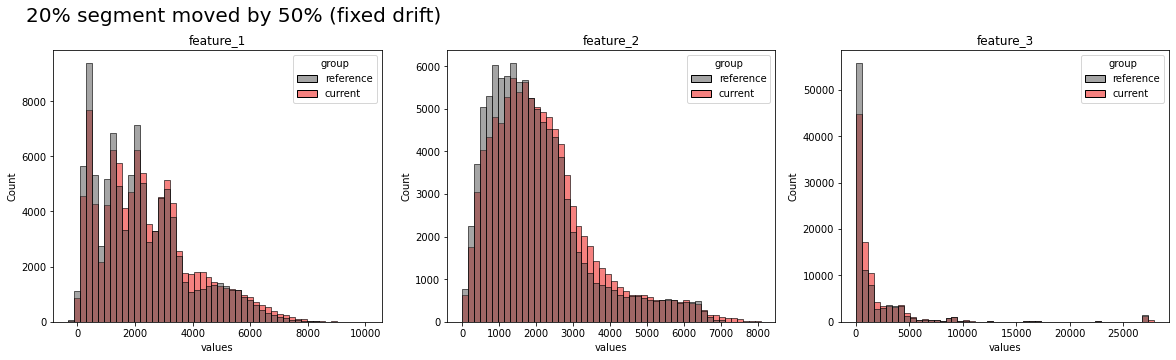 20% segment moved by 50% (fixed drift)
feature_1
group
reference
current
Count
8000
6000
4000
2000
0
0 2000 4000 6000 8000 10000
values
feature_2
group
reference
current
Count
6000
5000
4000
3000
2000
1000
0
0 1000 2000 3000 4000 5000 6000 7000 8000
values
feature_3
group
reference
current
Count
50000
40000
30000
20000
10000
0
0 5000 10000 15000 20000 25000
values